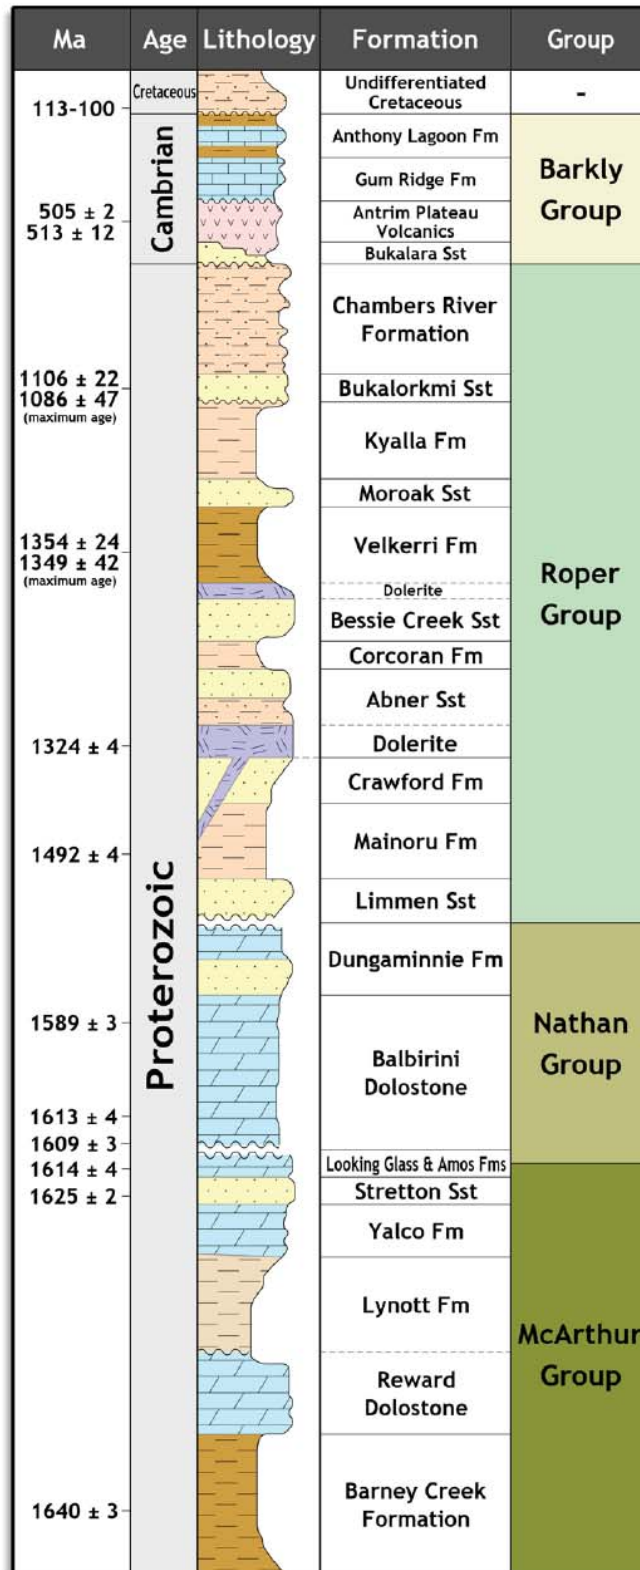 Ma Age Lithology Formation Group
Cretaceous
Undifferentiated
Cretaceous
-
113-100
Cambrian
Anthony Lagoon Fm
Gum Ridge Fm
Barkly
Group
505 ± 2
513 ± 12
Antrim Plateau
Volcanics
Bukalara Sst
Chambers River
Formation
1106 ± 22
1086 ± 47
(maximum age)
Bukalorkmi Sst
Kyalla Fm
Moroak Sst
1354 ± 24
1349 ± 42
(maximum age)
Velkerri Fm
Roper
Group
Dolerite
Bessie Creek Sst
Corcoran Fm
Abner Sst
1324 ± 4
Dolerite
Crawford Fm
1492 ± 4
Mainoru Fm
Limmen Sst
Proterozoic
Dungaminnie Fm
1589 ± 3
Nathan
Group
Balbirini
Dolostone
1613 ± 4
1609 ± 3
1614 ± 4
Looking Glass & Amos Fms
1625 ± 2
Stretton Sst
Yalco Fm
Lynott Fm
McArthur
Group
Reward
Dolostone
1640 ± 3
Barney Creek
Formation